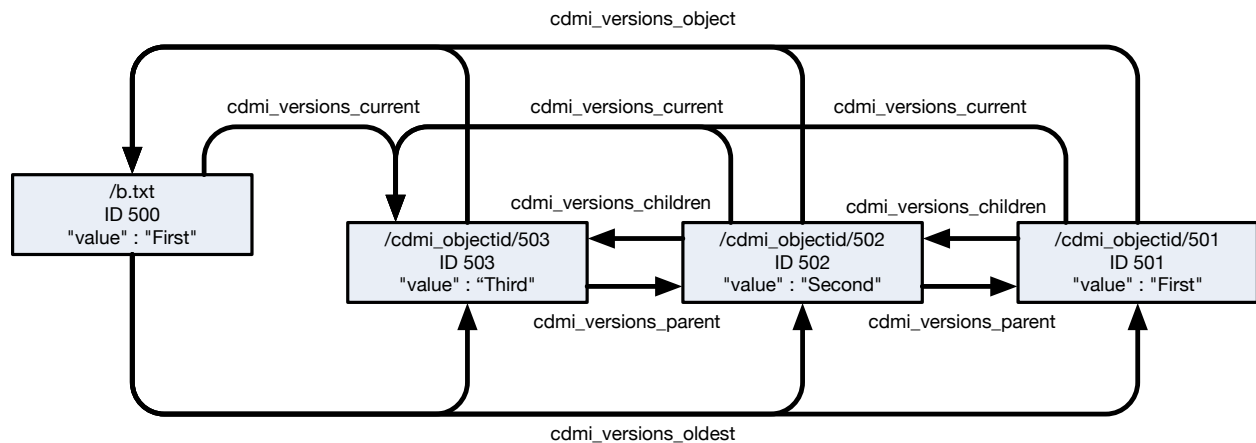 cdmi_versions_object
cdmi_versions_current
cdmi_versions_current
cdmi_versions_current
/b.txt
ID 500
"value" : "First"
cdmi_versions_children
cdmi_versions_children
/cdmi_objectid/503
ID 503
"value" : “Third"
/cdmi_objectid/502
ID 502
"value" : "Second"
/cdmi_objectid/501
ID 501
"value" : "First"
cdmi_versions_parent
cdmi_versions_parent
cdmi_versions_oldest